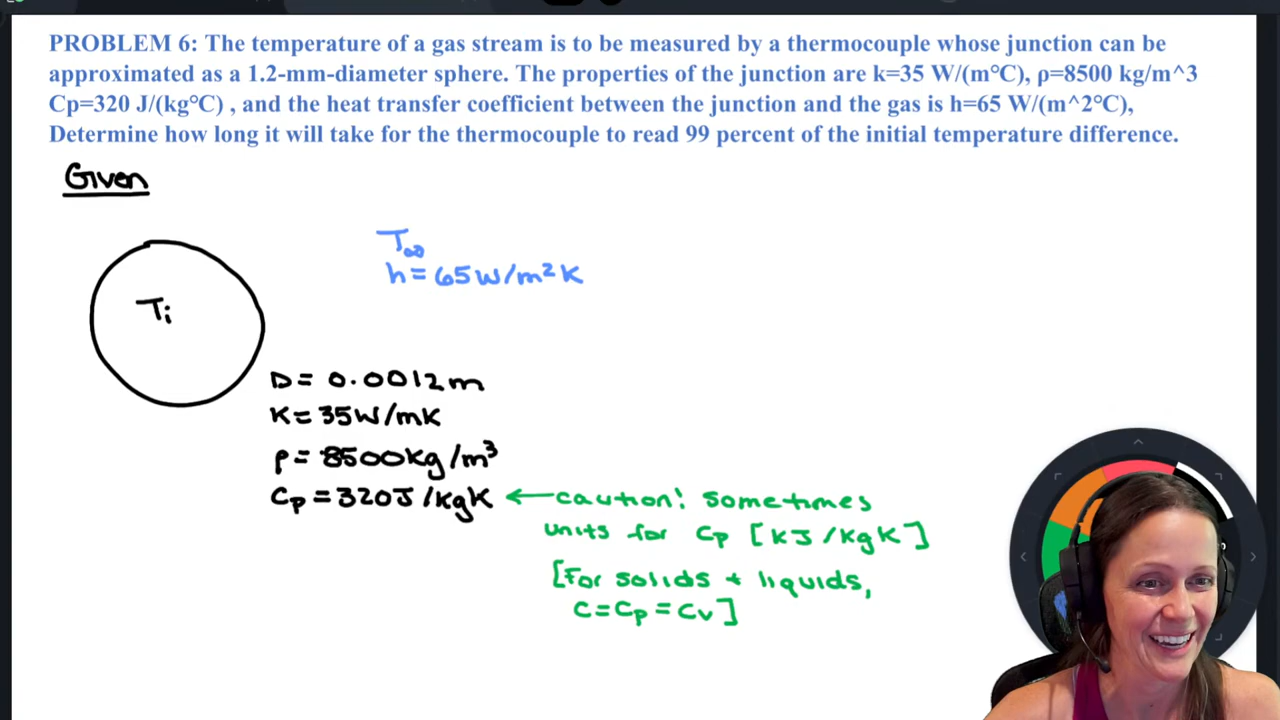 PROBLEM 6: The temperature of a gas stream is to be measured by a thermocouple whose junction can be
approximated as a 1.2-mm-diameter sphere. The properties of the junction are k=35 W/(m°C), ρ=8500 kg/m^3
Cp=320 J/(kg°C) , and the heat transfer coefficient between the junction and the gas is h=65 W/(m^2°C),
Determine how long it will take for the thermocouple to read 99 percent of the initial temperature difference.
Given
T∞
h=65W/m²K
Ti
D= 0.0012m
K= 35W/mK
ρ= 8500kg/m³
Cp=320J/kgK ← caution! sometimes
units for Cp [kJ/kgK]
[For solids + liquids,
C=Cp=Cv]